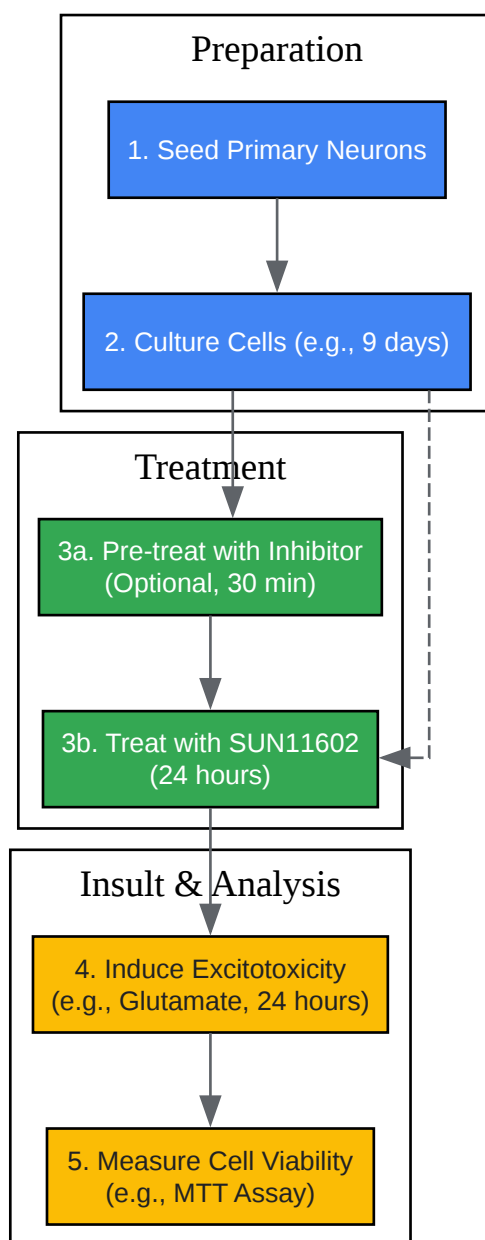 Preparation
1. Seed Primary Neurons
2. Culture Cells (e.g., 9 days)
Treatment
3a. Pre-treat with Inhibitor
(Optional, 30 min)
3b. Treat with SUN11602
(24 hours)
Insult & Analysis
4. Induce Excitotoxicity
(e.g., Glutamate, 24 hours)
5. Measure Cell Viability
(e.g., MTT Assay)